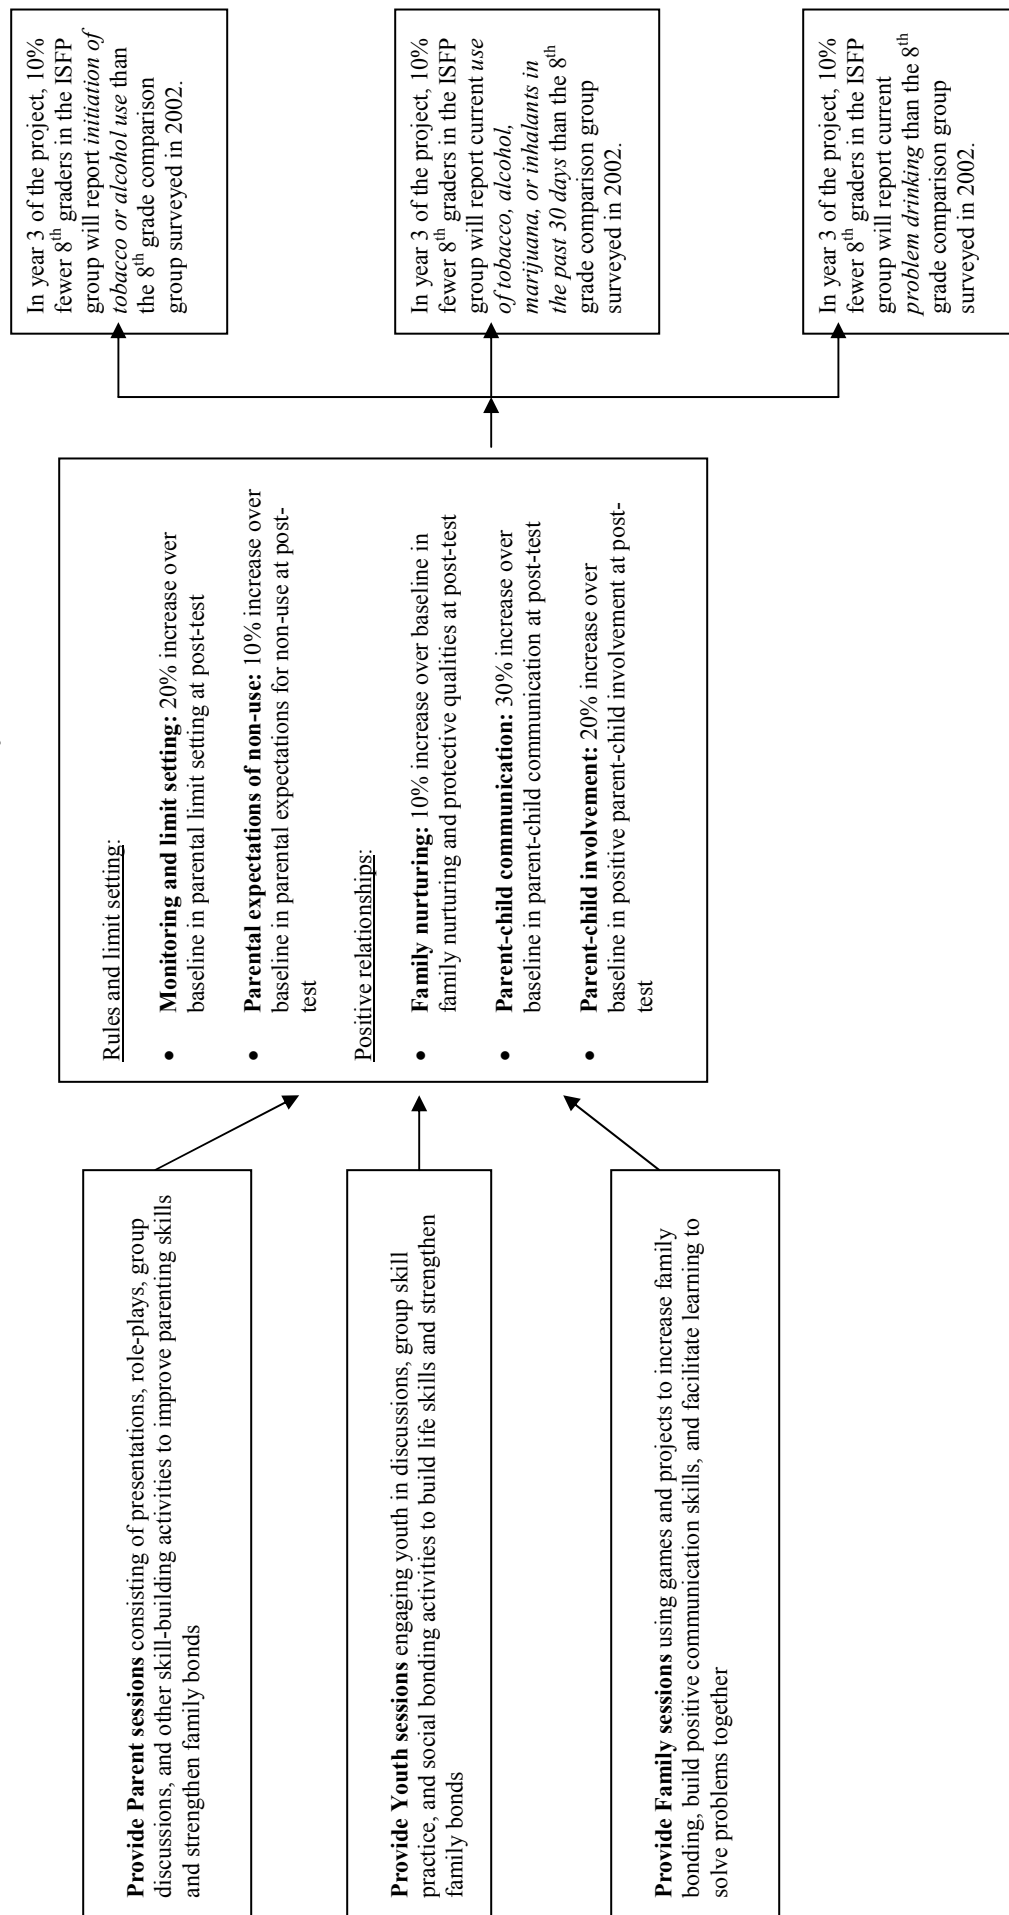 Provide Parent sessions consisting of presentations, role-plays, group
discussions, and other skill-building activities to improve parenting skills
and strengthen family bonds
Provide Youth sessions engaging youth in discussions, group skill
practice, and social bonding activities to build life skills and strengthen
family bonds
Provide Family sessions using games and projects to increase family
bonding, build positive communication skills, and facilitate learning to
solve problems together
Rules and limit setting:
• Monitoring and limit setting: 20% increase over
baseline in parental limit setting at post-test
• Parental expectations of non-use: 10% increase over
baseline in parental expectations for non-use at post-
test
Positive relationships:
• Family nurturing: 10% increase over baseline in
family nurturing and protective qualities at post-test
• Parent-child communication: 30% increase over
baseline in parent-child communication at post-test
• Parent-child involvement: 20% increase over
baseline in positive parent-child involvement at post-
test
In year 3 of the project, 10%
fewer 8th graders in the ISFP
group will report initiation of
tobacco or alcohol use than
the 8th grade comparison
group surveyed in 2002.
In year 3 of the project, 10%
fewer 8th graders in the ISFP
group will report current use
of tobacco, alcohol,
marijuana, or inhalants in
the past 30 days than the 8th
grade comparison group
surveyed in 2002.
In year 3 of the project, 10%
fewer 8th graders in the ISFP
group will report current
problem drinking than the 8th
grade comparison group
surveyed in 2002.